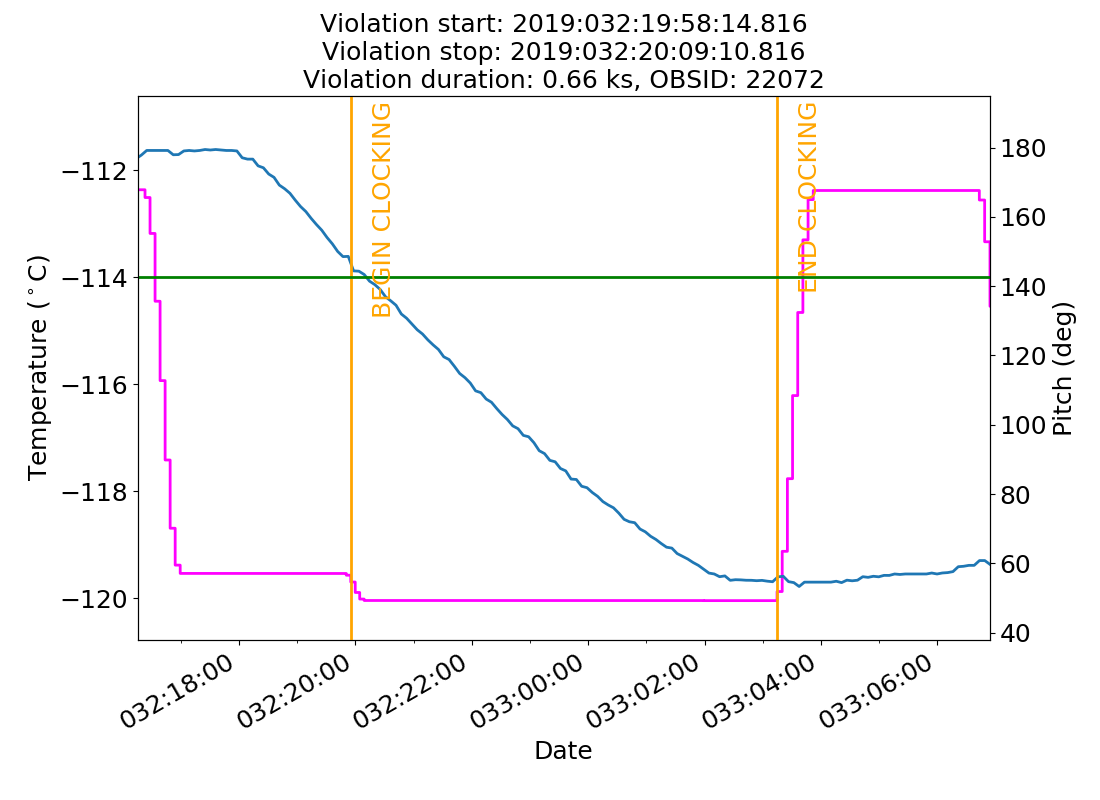 Violation start: 2019:032:19:58:14.816
Violation stop: 2019:032:20:09:10.816
Violation duration: 0.66 ks, OBSID: 22072
BEGIN CLOCKING
END CLOCKING
−112
−114
−116
−118
−120
Temperature (°C)
180
160
140
120
100
80
60
40
Pitch (deg)
032:18:00
032:20:00
032:22:00
033:00:00
033:02:00
033:04:00
033:06:00
Date